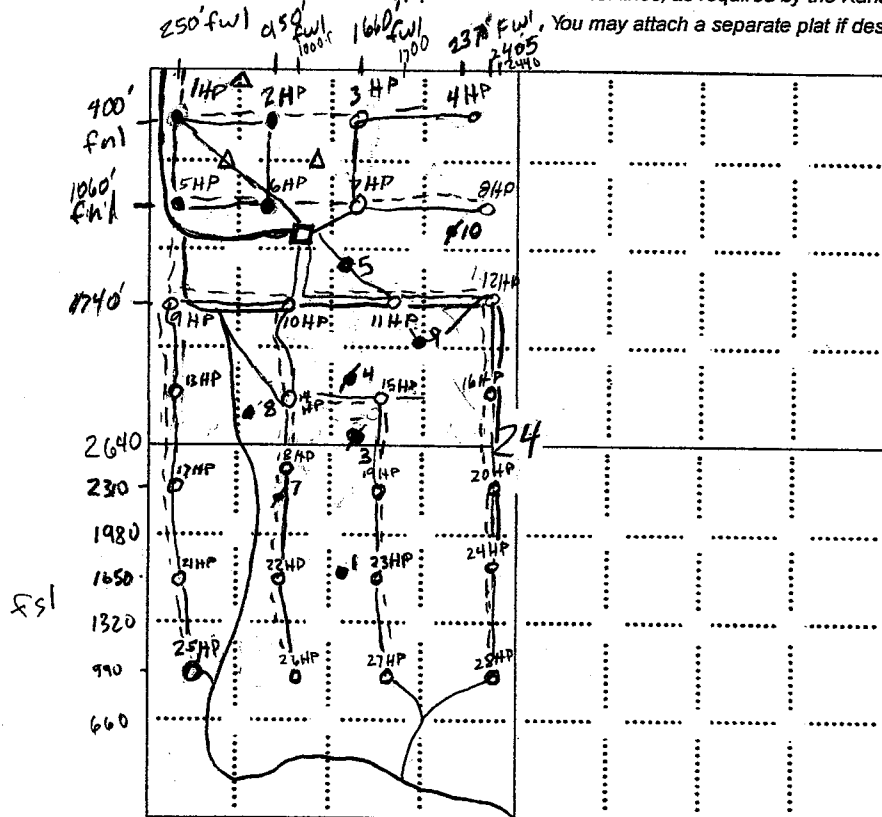 250' fwl 950' fwl 1660' fwl 2370' Fwl
You may attach a separate plat if des
1700 2405'
2440
1HP 2HP 3HP 4HP
400' fnl
1060' fnl
5HP 6HP 7HP 8HP
10
5
12HP
1740'
9HP 10HP 11HP
9
13HP 4 15HP 16HP
8 14HP
2640 24
3
17HP 18HP 19HP 20HP
2310
7
1980
24HP
1650 21HP 22HP 1 23HP
fsl
1320
25HP 26HP 27HP 28HP
990
660